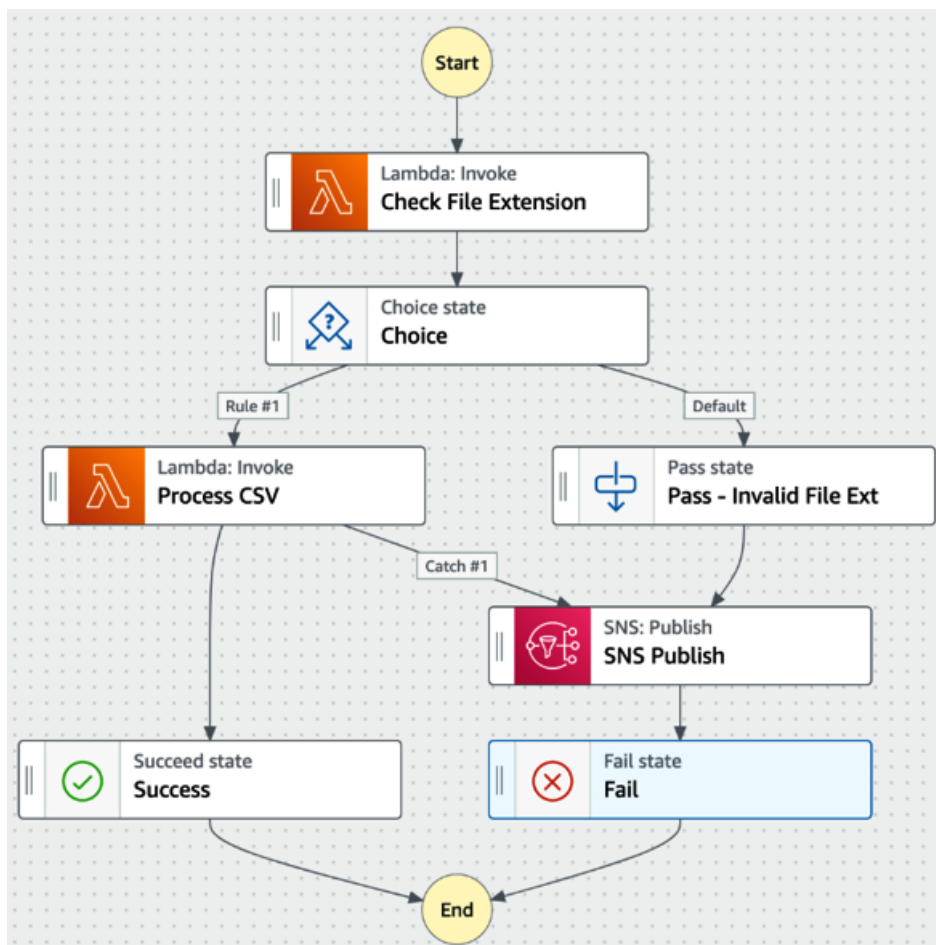 Start
Lambda: Invoke
Check File Extension
Choice state
Choice
Rule #1
Default
Lambda: Invoke
Process CSV
Pass state
Pass - Invalid File Ext
Catch #1
SNS: Publish
SNS Publish
Succeed state
Success
Fail state
Fail
End